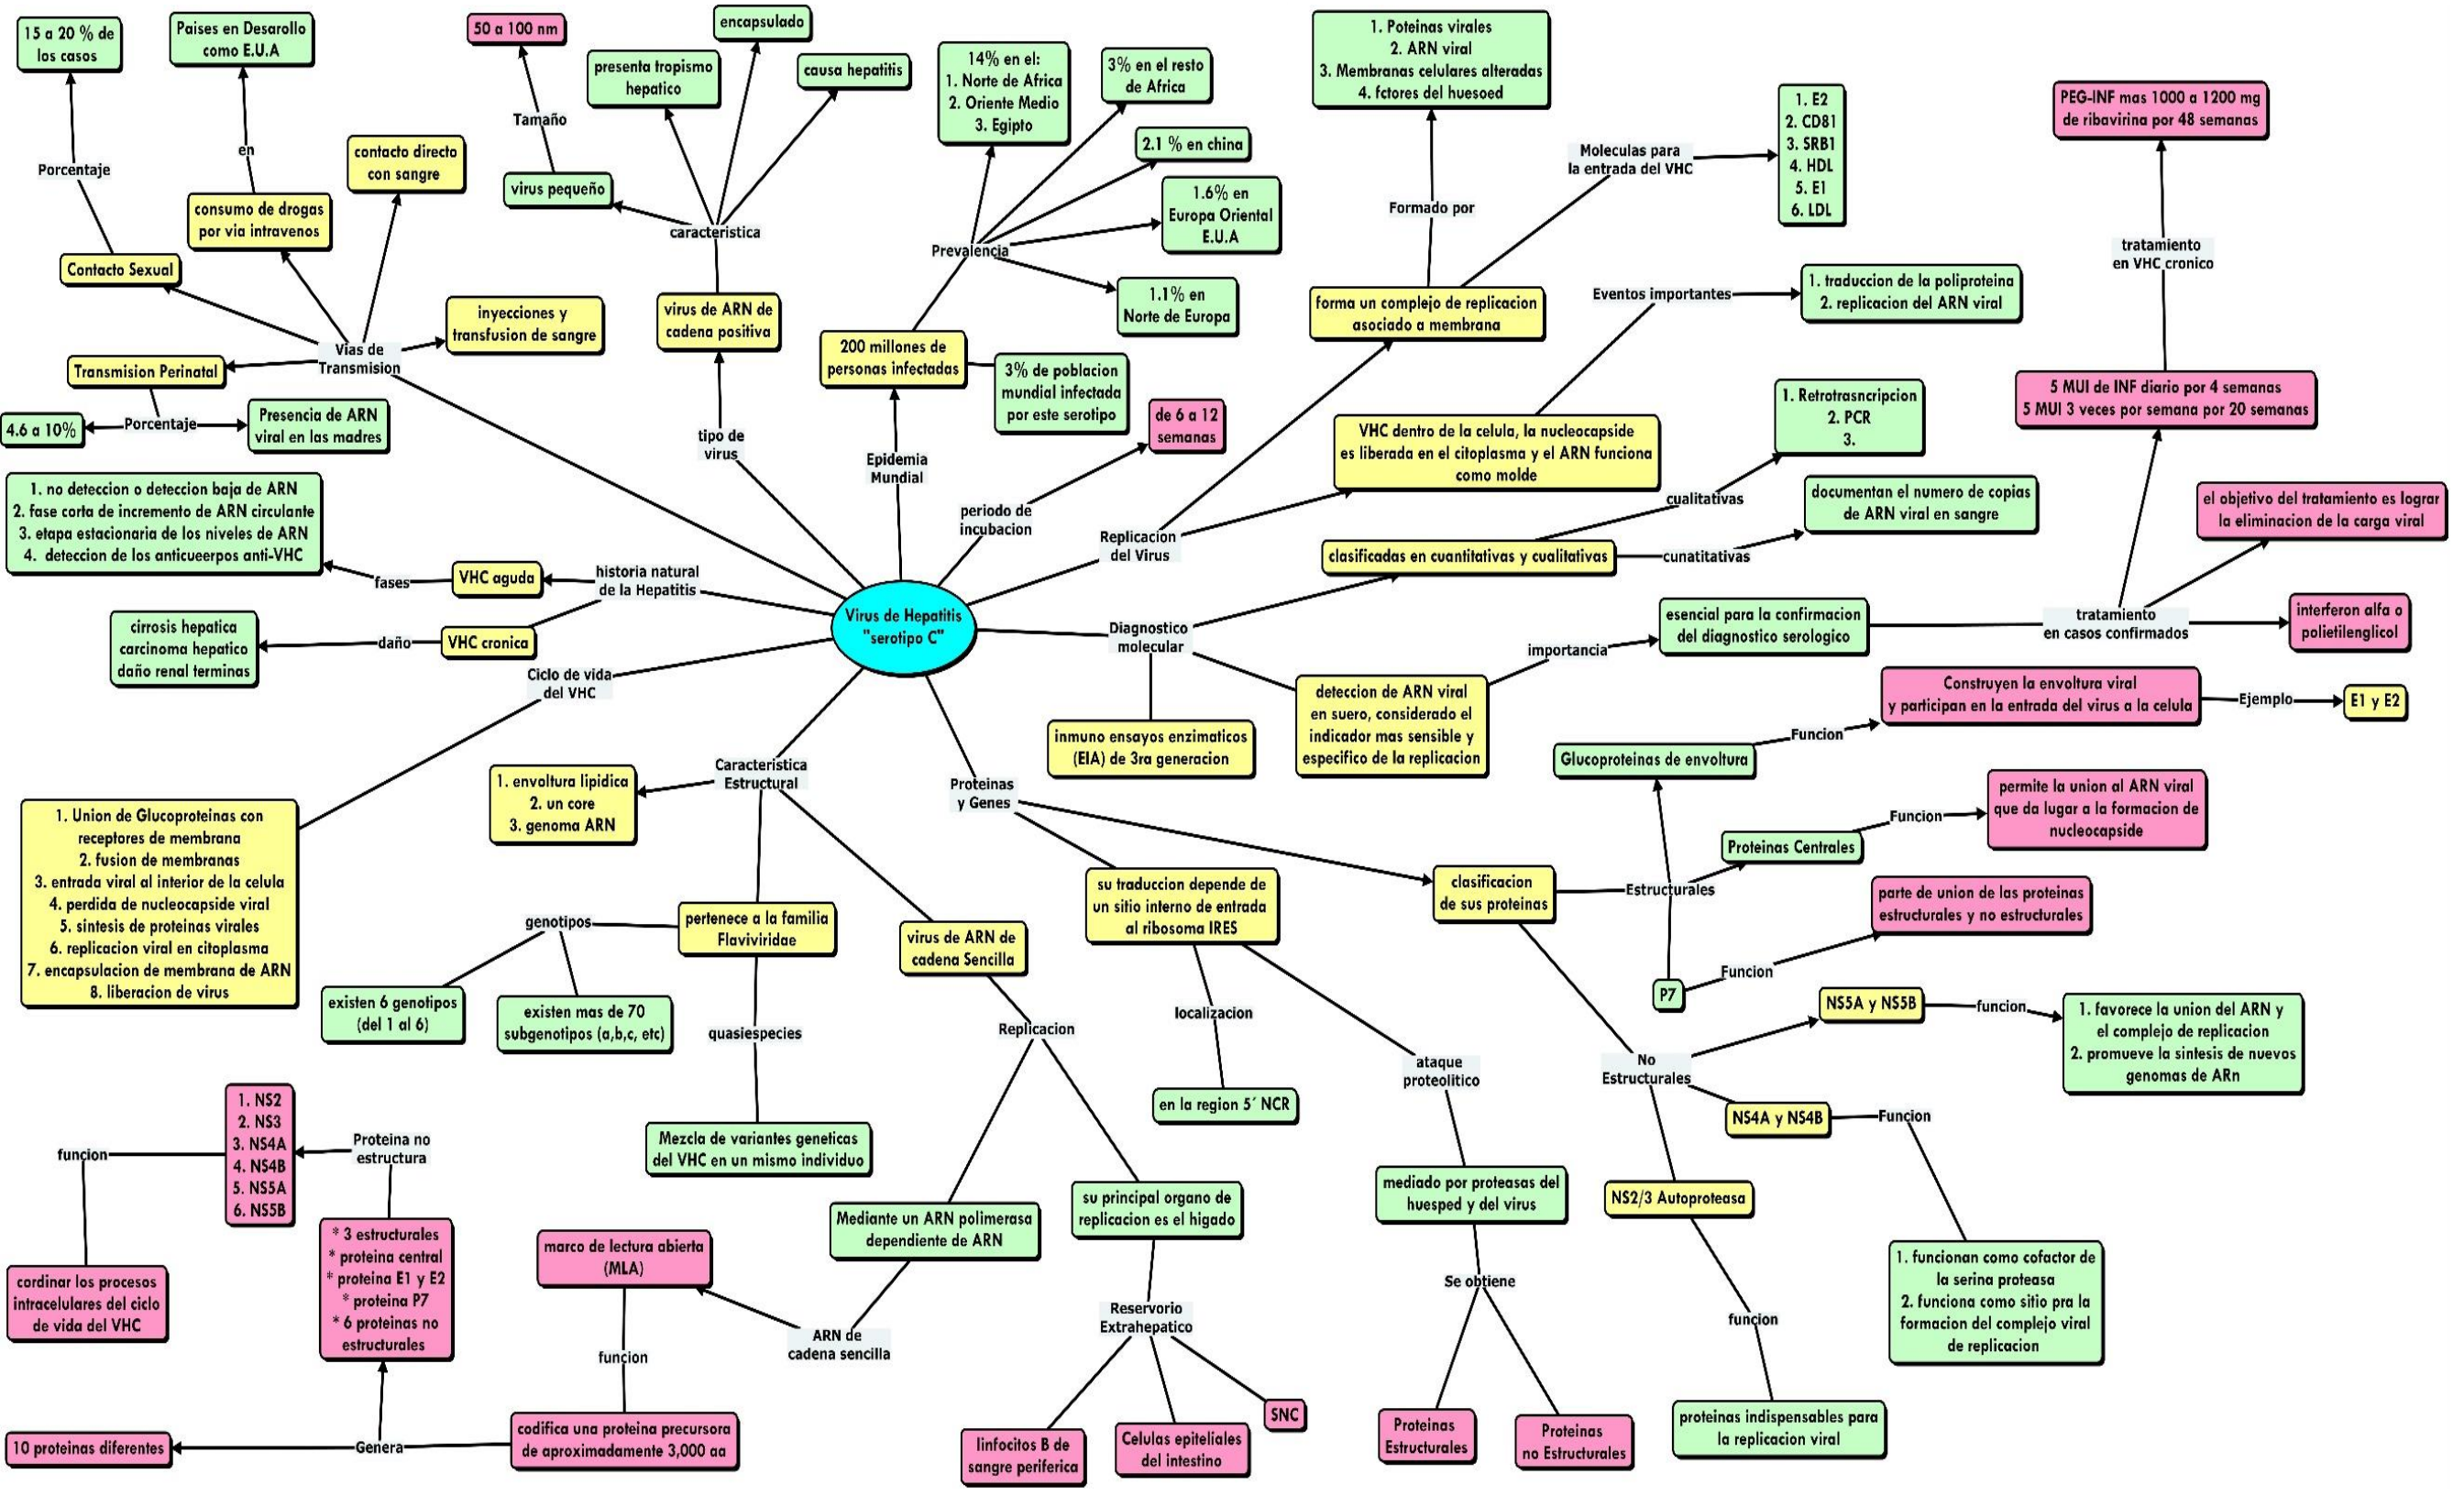 15 a 20 % de
los casos
Paises en Desarollo
como E.U.A
50 a 100 nm
encapsulado
presenta tropismo
hepatico
causa hepatitis
14% en el:
1. Norte de Africa
2. Oriente Medio
3. Egipto
3% en el resto
de Africa
2.1 % en china
1.6% en
Europa Oriental
E.U.A
1.1% en
Norte de Europa
1. Poteinas virales
2. ARN viral
3. Membranas celulares alteradas
4. fctores del huesoed
1. E2
2. CD81
3. SRB1
4. HDL
5. E1
6. LDL
PEG-INF mas 1000 a 1200 mg
de ribavirina por 48 semanas
Porcentaje
en
contacto directo
con sangre
Tamaño
virus pequeño
Moleculas para
la entrada del VHC
consumo de drogas
por via intravenos
caracteristica
Prevalencia
Formado por
tratamiento
en VHC cronico
Contacto Sexual
inyecciones y
transfusion de sangre
virus de ARN de
cadena positiva
200 millones de
personas infectadas
3% de poblacion
mundial infectada
por este serotipo
forma un complejo de replicacion
asociado a membrana
Eventos importantes
1. traduccion de la poliproteina
2. replicacion del ARN viral
Vias de
Transmision
Transmision Perinatal
4.6 a 10%
Porcentaje
Presencia de ARN
viral en las madres
tipo de
virus
Epidemia
Mundial
de 6 a 12
semanas
periodo de
incubacion
VHC dentro de la celula, la nucleocapside
es liberada en el citoplasma y el ARN funciona
como molde
1. Retrotrasncripcion
2. PCR
3.
5 MUI de INF diario por 4 semanas
5 MUI 3 veces por semana por 20 semanas
1. no deteccion o deteccion baja de ARN
2. fase corta de incremento de ARN circulante
3. etapa estacionaria de los niveles de ARN
4. deteccion de los anticueerpos anti-VHC
fases
VHC aguda
historia natural
de la Hepatitis
Replicacion
del Virus
cualitativas
documentan el numero de copias
de ARN viral en sangre
clasificadas en cuantitativas y cualitativas
cunatitativas
el objetivo del tratamiento es lograr
la eliminacion de la carga viral
cirrosis hepatica
carcinoma hepatico
daño renal terminas
daño
VHC cronica
Virus de Hepatitis
"serotipo C"
Diagnostico
molecular
importancia
esencial para la confirmacion
del diagnostico serologico
tratamiento
en casos confirmados
interferon alfa o
polietilenglicol
Ciclo de vida
del VHC
inmuno ensayos enzimaticos
(EIA) de 3ra generacion
deteccion de ARN viral
en suero, considerado el
indicador mas sensible y
especifico de la replicacion
Construyen la envoltura viral
y participan en la entrada del virus a la celula
Ejemplo
E1 y E2
Funcion
Glucoproteinas de envoltura
1. envoltura lipidica
2. un core
3. genoma ARN
Caracteristica
Estructural
Proteinas
y Genes
permite la union al ARN viral
que da lugar a la formacion de
nucleocapside
Funcion
Proteinas Centrales
1. Union de Glucoproteinas con
receptores de membrana
2. fusion de membranas
3. entrada viral al interior de la celula
4. perdida de nucleocapside viral
5. sintesis de proteinas virales
6. replicacion viral en citoplasma
7. encapsulacion de membrana de ARN
8. liberacion de virus
su traduccion depende de
un sitio interno de entrada
al ribosoma IRES
clasificacion
de sus proteinas
Estructurales
parte de union de las proteinas
estructurales y no estructurales
Funcion
P7
genotipos
pertenece a la familia
Flaviviridae
virus de ARN de
cadena Sencilla
existen 6 genotipos
(del 1 al 6)
existen mas de 70
subgenotipos (a,b,c, etc)
quasiespecies
Replicacion
localizacion
NS5A y NS5B
funcion
1. favorece la union del ARN y
el complejo de replicacion
2. promueve la sintesis de nuevos
genomas de ARn
ataque
proteolitico
No
Estructurales
en la region 5´ NCR
NS4A y NS4B
Funcion
1. NS2
2. NS3
3. NS4A
4. NS4B
5. NS5A
6. NS5B
funcion
Proteina no
estructura
Mezcla de variantes geneticas
del VHC en un mismo individuo
su principal organo de
replicacion es el higado
mediado por proteasas del
huesped y del virus
NS2/3 Autoproteasa
Mediante un ARN polimerasa
dependiente de ARN
* 3 estructurales
* proteina central
* proteina E1 y E2
* proteina P7
* 6 proteinas no
estructurales
marco de lectura abierta
(MLA)
cordinar los procesos
intracelulares del ciclo
de vida del VHC
Se obtiene
1. funcionan como cofactor de
la serina proteasa
2. funciona como sitio pra la
formacion del complejo viral
de replicacion
Reservorio
Extrahepatico
funcion
ARN de
cadena sencilla
funcion
10 proteinas diferentes
Genera
codifica una proteina precursora
de aproximadamente 3,000 aa
linfocitos B de
sangre periferica
Celulas epiteliales
del intestino
SNC
Proteinas
Estructurales
Proteinas
no Estructurales
proteinas indispensables para
la replicacion viral